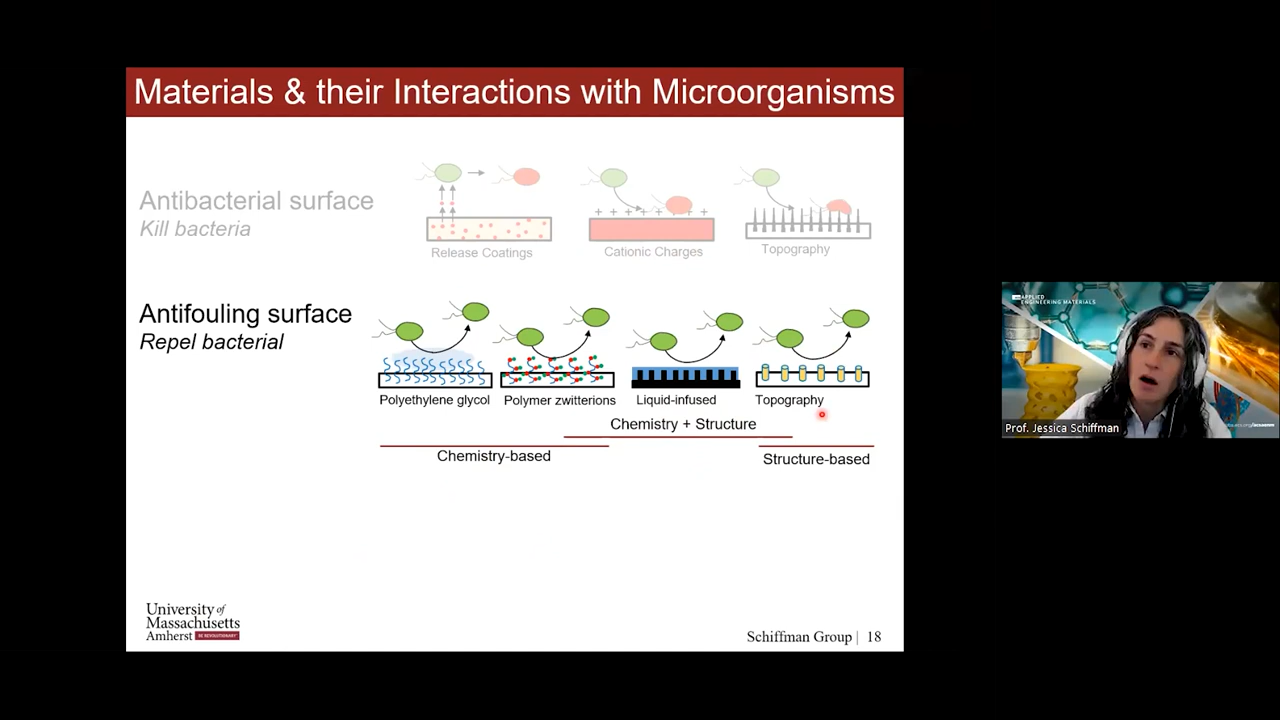 Materials & their Interactions with Microorganisms
Antibacterial surface
Kill bacteria
Release Coatings
Cationic Charges
Topography
Antifouling surface
Repel bacterial
Polyethylene glycol
Polymer zwitterions
Liquid-infused
Topography
Chemistry + Structure
Chemistry-based
Structure-based
University of
Massachusetts
Amherst BE REVOLUTIONARY
Schiffman Group | 18
APPLIED
ENGINEERING MATERIALS
Prof. Jessica Schiffman